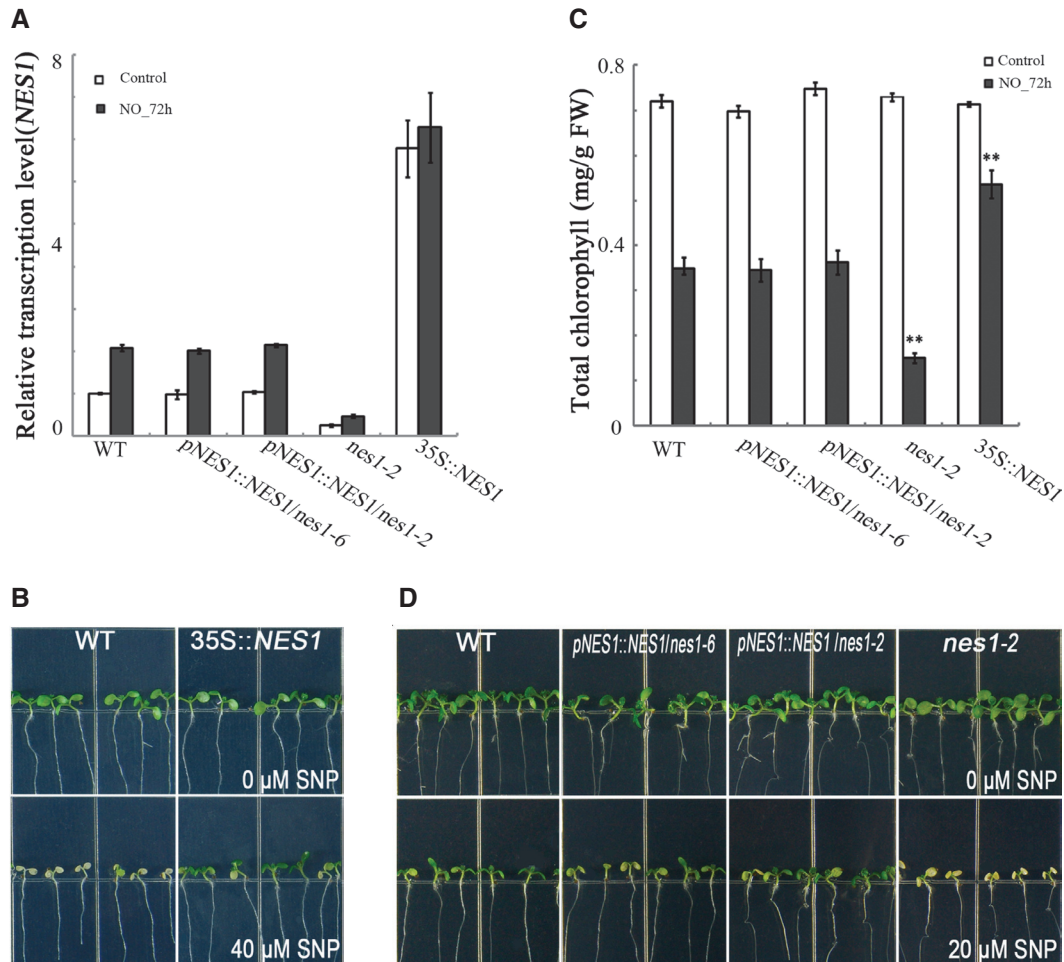 A
Relative transcription level(NES1)
8
4
0
Control
NO_72h
WT
pNES1::NES1/nes1-6
pNES1::NES1/nes1-2
nes1-2
35S::NES1
C
Total chlorophyll (mg/g FW)
0.8
0.4
0
Control
NO_72h
**
**
WT
pNES1::NES1/nes1-6
pNES1::NES1/nes1-2
nes1-2
35S::NES1
B
WT
35S::NES1
0 µM SNP
40 µM SNP
D
WT
pNES1::NES1/nes1-6
pNES1::NES1 /nes1-2
nes1-2
0 µM SNP
20 µM SNP